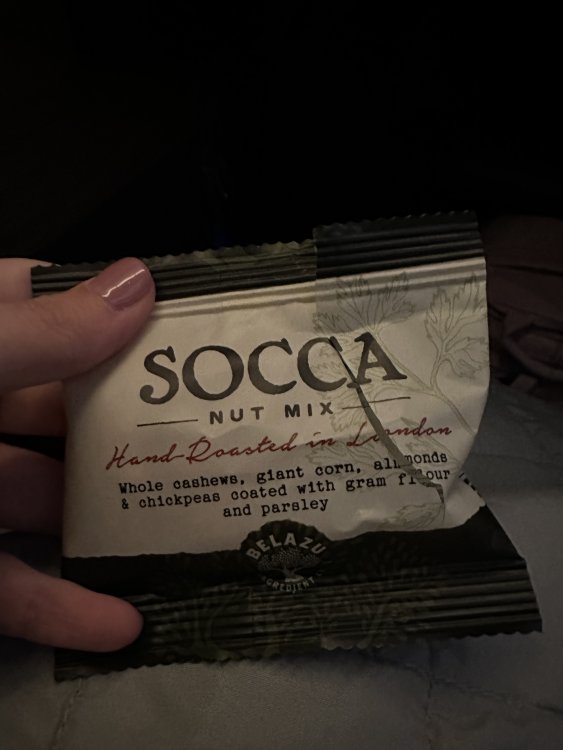 SOCCA
NUT MIX
Hand-Roasted in London
Whole cashews, giant corn, almonds
& chickpeas coated with gram flour
and parsley
BELAZU